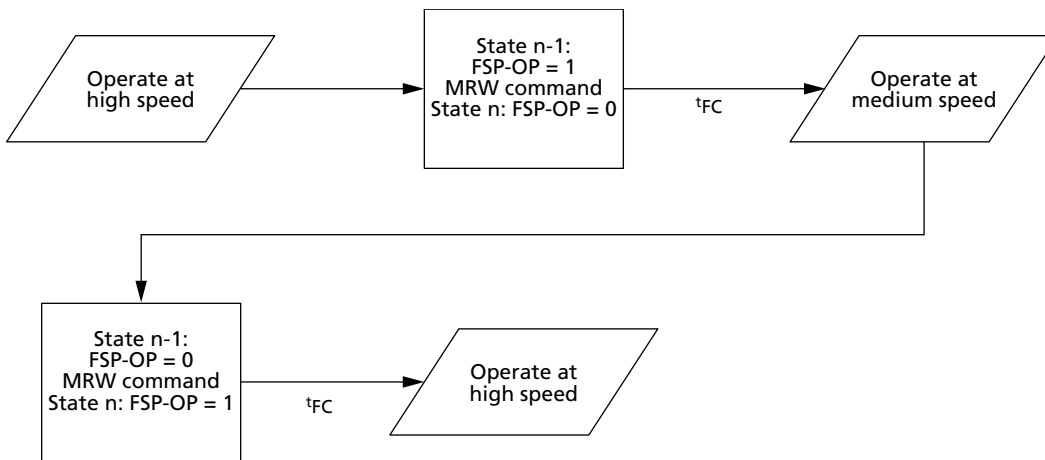 Operate at
high speed
State n-1:
FSP-OP = 1
MRW command
State n: FSP-OP = 0
tFC
Operate at
medium speed
State n-1:
FSP-OP = 0
MRW command
State n: FSP-OP = 1
tFC
Operate at
high speed